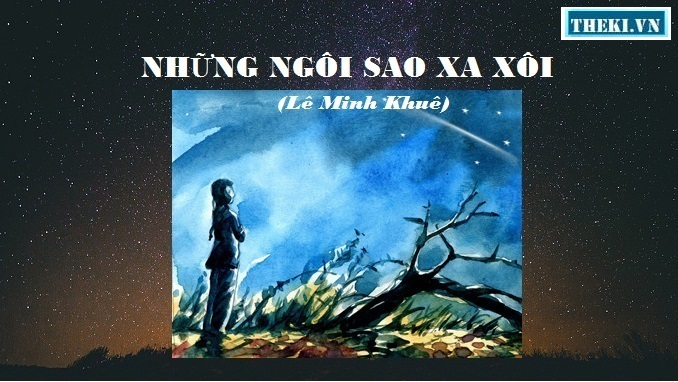 THEKI.VN
NHỮNG NGÔI SAO XA XÔI
(Lê Minh Khuê)